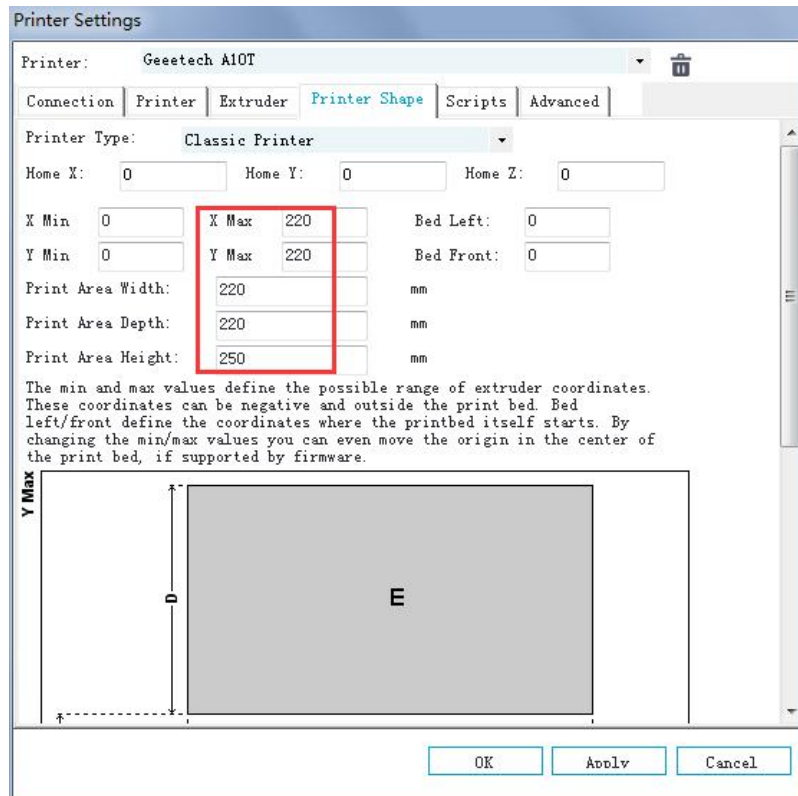 Printer Settings
Printer: Geeetech A10T
Connection Printer Extruder Printer Shape Scripts Advanced
Printer Type: Classic Printer
Home X: 0 Home Y: 0 Home Z: 0
X Min 0 X Max 220 Bed Left: 0
Y Min 0 Y Max 220 Bed Front: 0
Print Area Width: 220 mm
Print Area Depth: 220 mm
Print Area Height: 250 mm
The min and max values define the possible range of extruder coordinates.
These coordinates can be negative and outside the print bed. Bed
left/front define the coordinates where the printbed itself starts. By
changing the min/max values you can even move the origin in the center of
the print bed, if supported by firmware.
Y Max
D
E
OK Apply Cancel